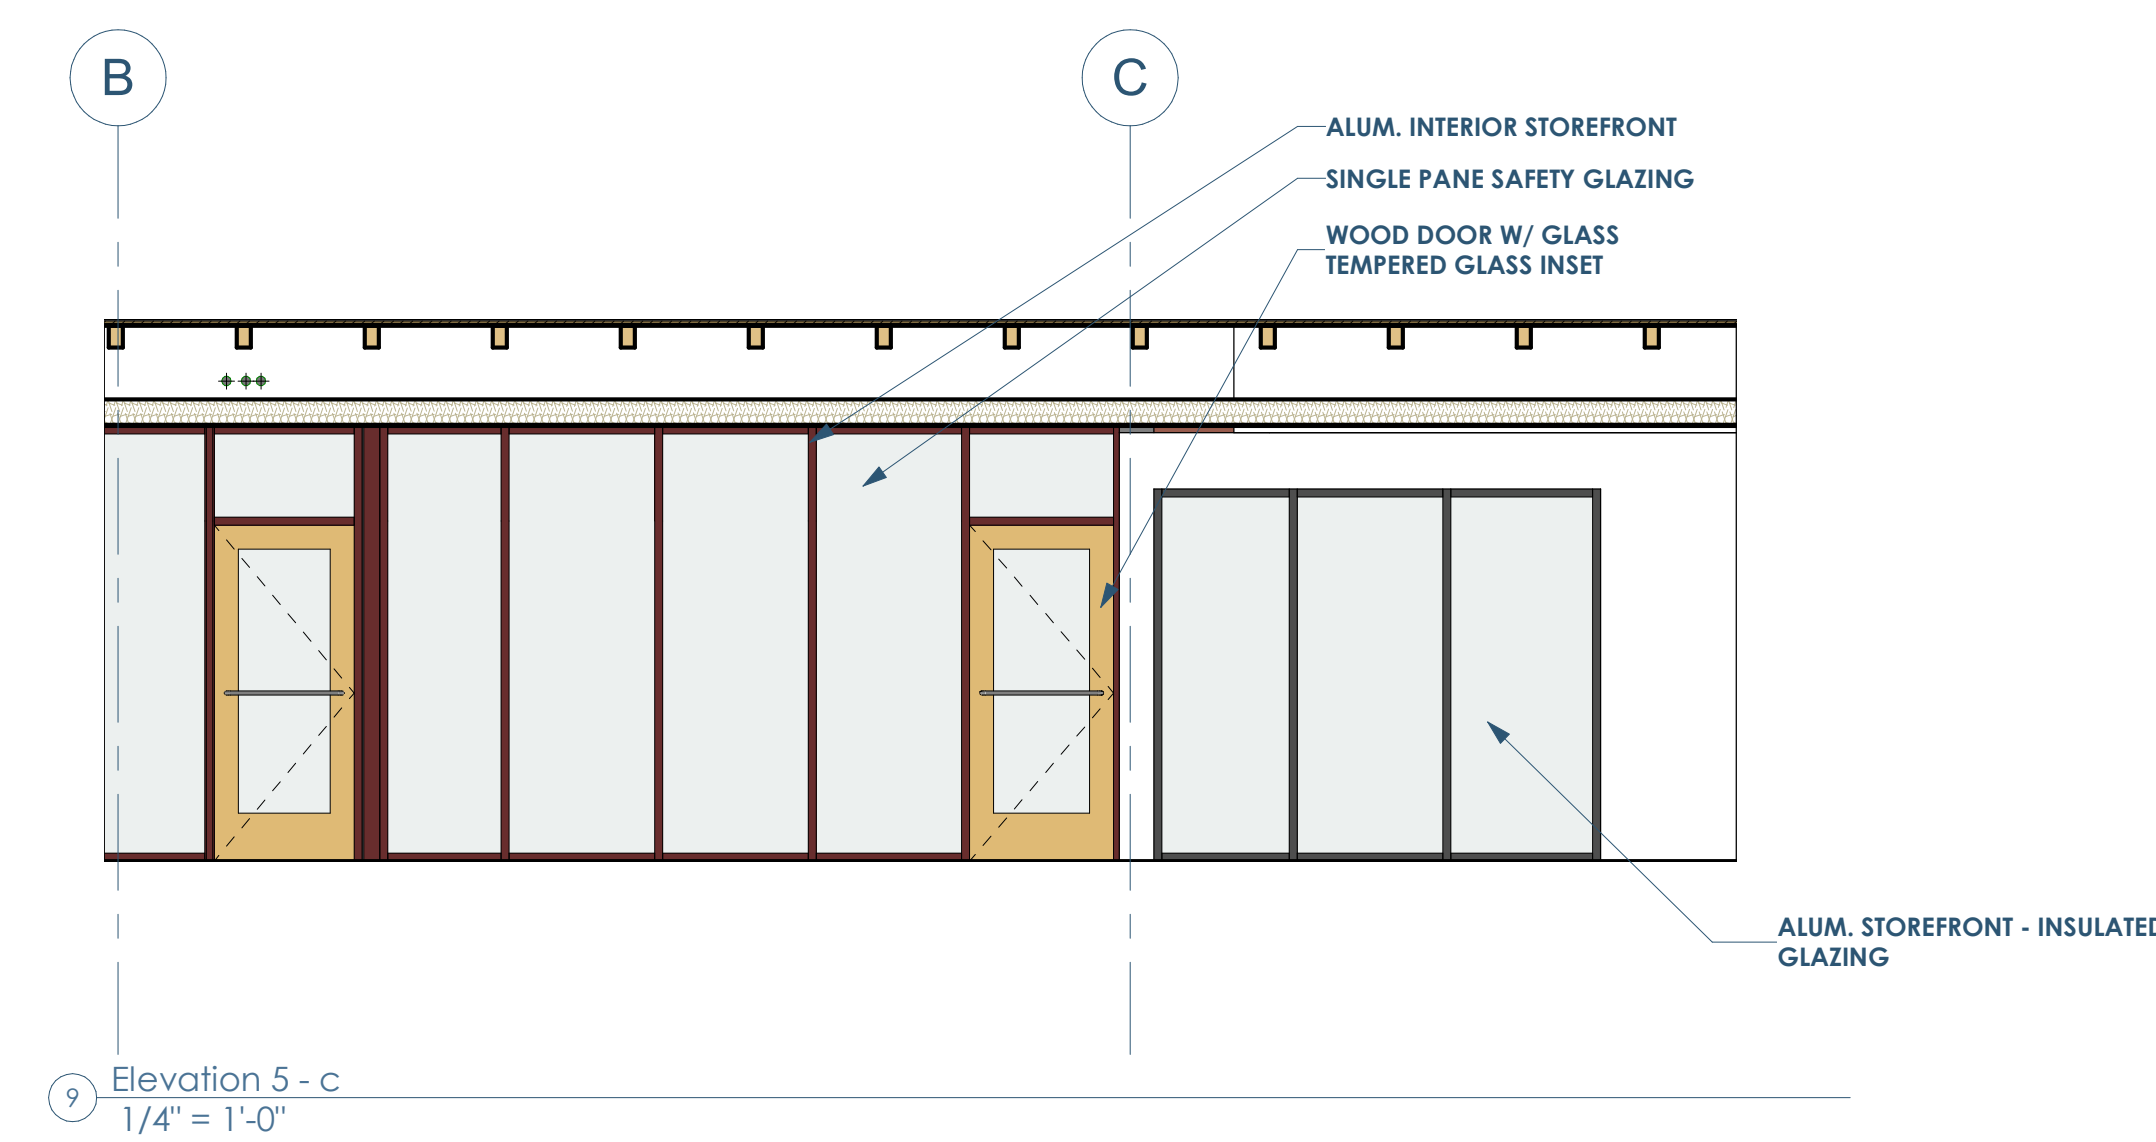 B
C
ALUM. INTERIOR STOREFRONT
SINGLE PANE SAFETY GLAZING
WOOD DOOR W/ GLASS
TEMPERED GLASS INSET
ALUM. STOREFRONT - INSULATED
GLAZING
9
Elevation 5 - c
1/4" = 1'-0"